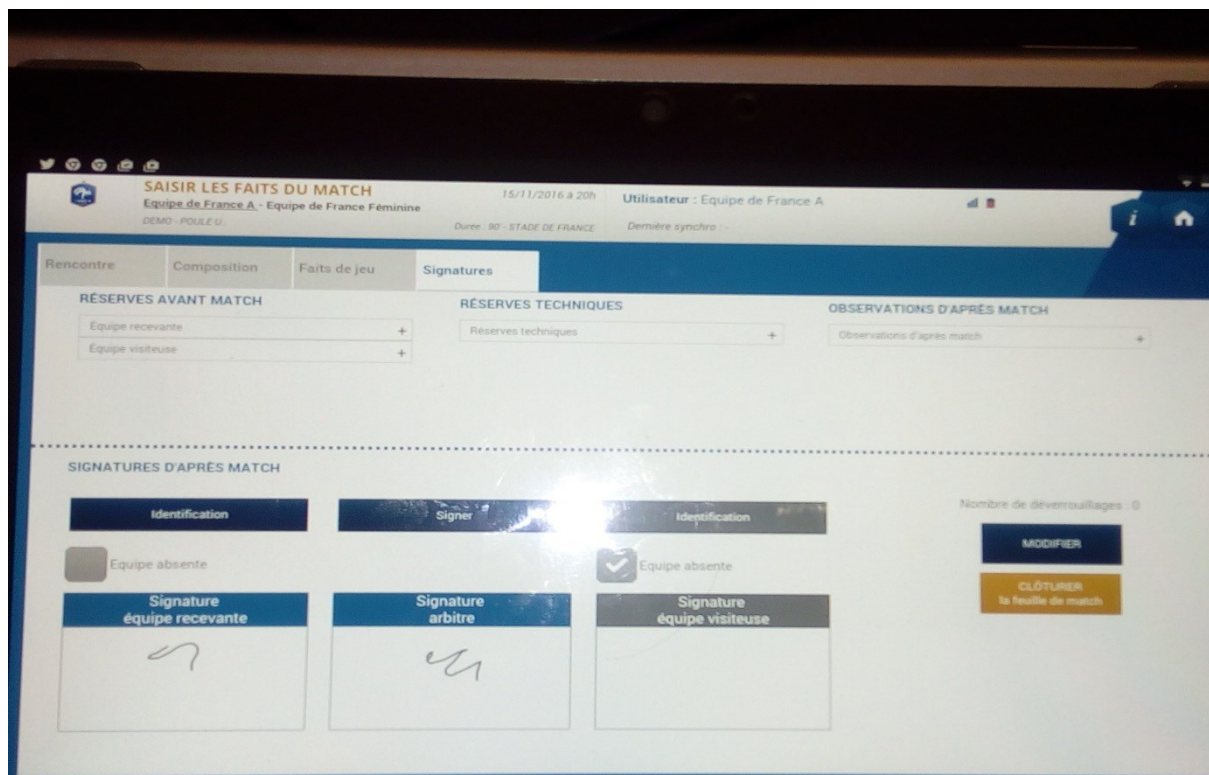 SAISIR LES FAITS DU MATCH
Equipe de France A - Equipe de France Féminine
DEMO - POULE U...
15/11/2016 à 20h
Durée : 90' - STADE DE FRANCE
Utilisateur : Equipe de France A
Dernière synchro : -
i
Rencontre
Composition
Faits de jeu
Signatures
RÉSERVES AVANT MATCH
Equipe recevante +
Équipe visiteuse +
RÉSERVES TECHNIQUES
Réserves techniques +
OBSERVATIONS D'APRÈS MATCH
Observations d'après match +
SIGNATURES D'APRÈS MATCH
Identification
Signer
Identification
Equipe absente
Equipe absente
Signature
équipe recevante
Signature
arbitre
Signature
équipe visiteuse
Nombre de déverrouillages : 0
MODIFIER
CLÔTURER
la feuille de match